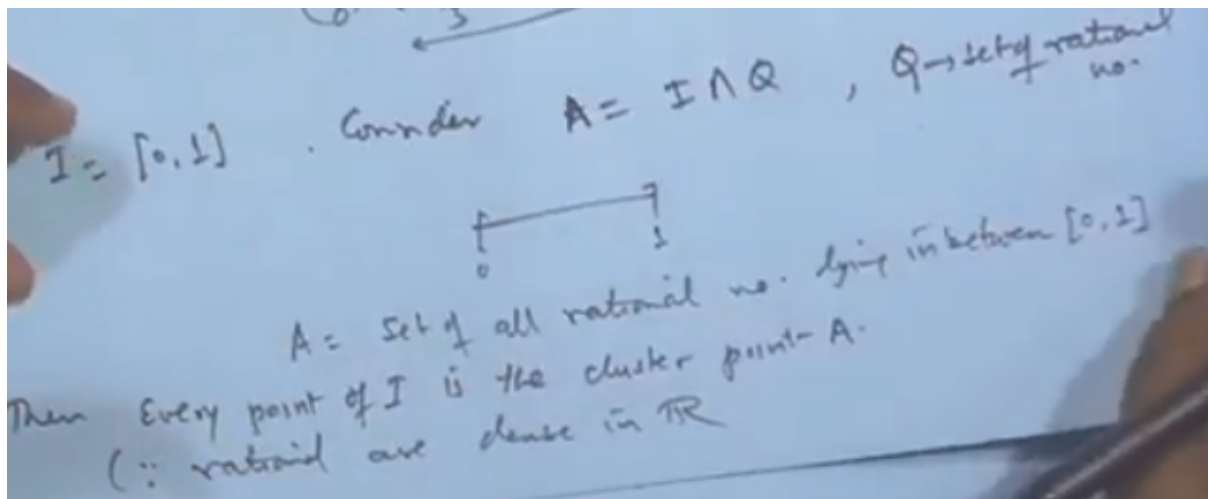 I = [0,1] . Consider A = I ∩ Q , Q → set of rational no.
0 1
A = Set of all rational no. lying in between [0,1]
Then Every point of I is the cluster point A.
(∵ rational are dense in ℝ